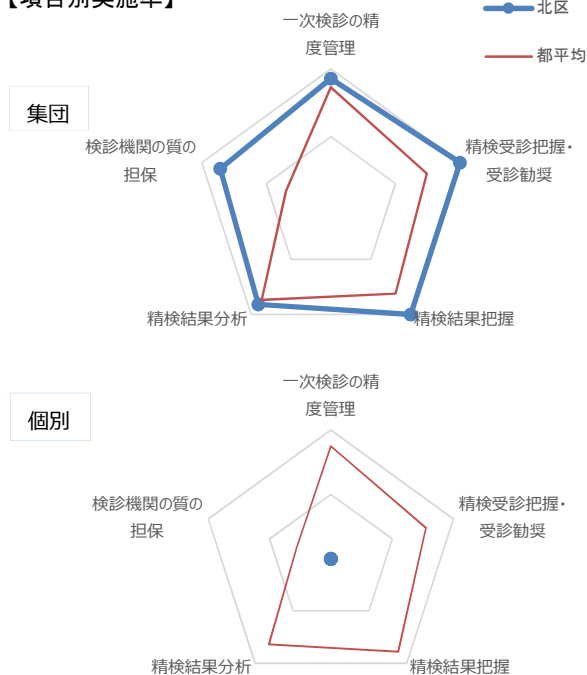 【項目別実施率】
北区
都平均
集団
一次検診の精
度管理
精検受診把握・
受診勧奨
精検結果把握
精検結果分析
検診機関の質の
担保
個別
一次検診の精
度管理
精検受診把握・
受診勧奨
精検結果把握
精検結果分析
検診機関の質の
担保